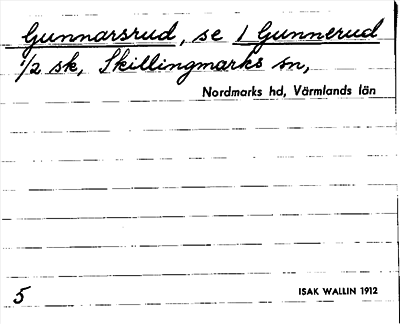 Gunnarsrud, se 1 Gunnerud
1/2 sk, Skillingmarks sn,
Nordmarks hd, Värmlands län
5
ISAK WALLIN 1912